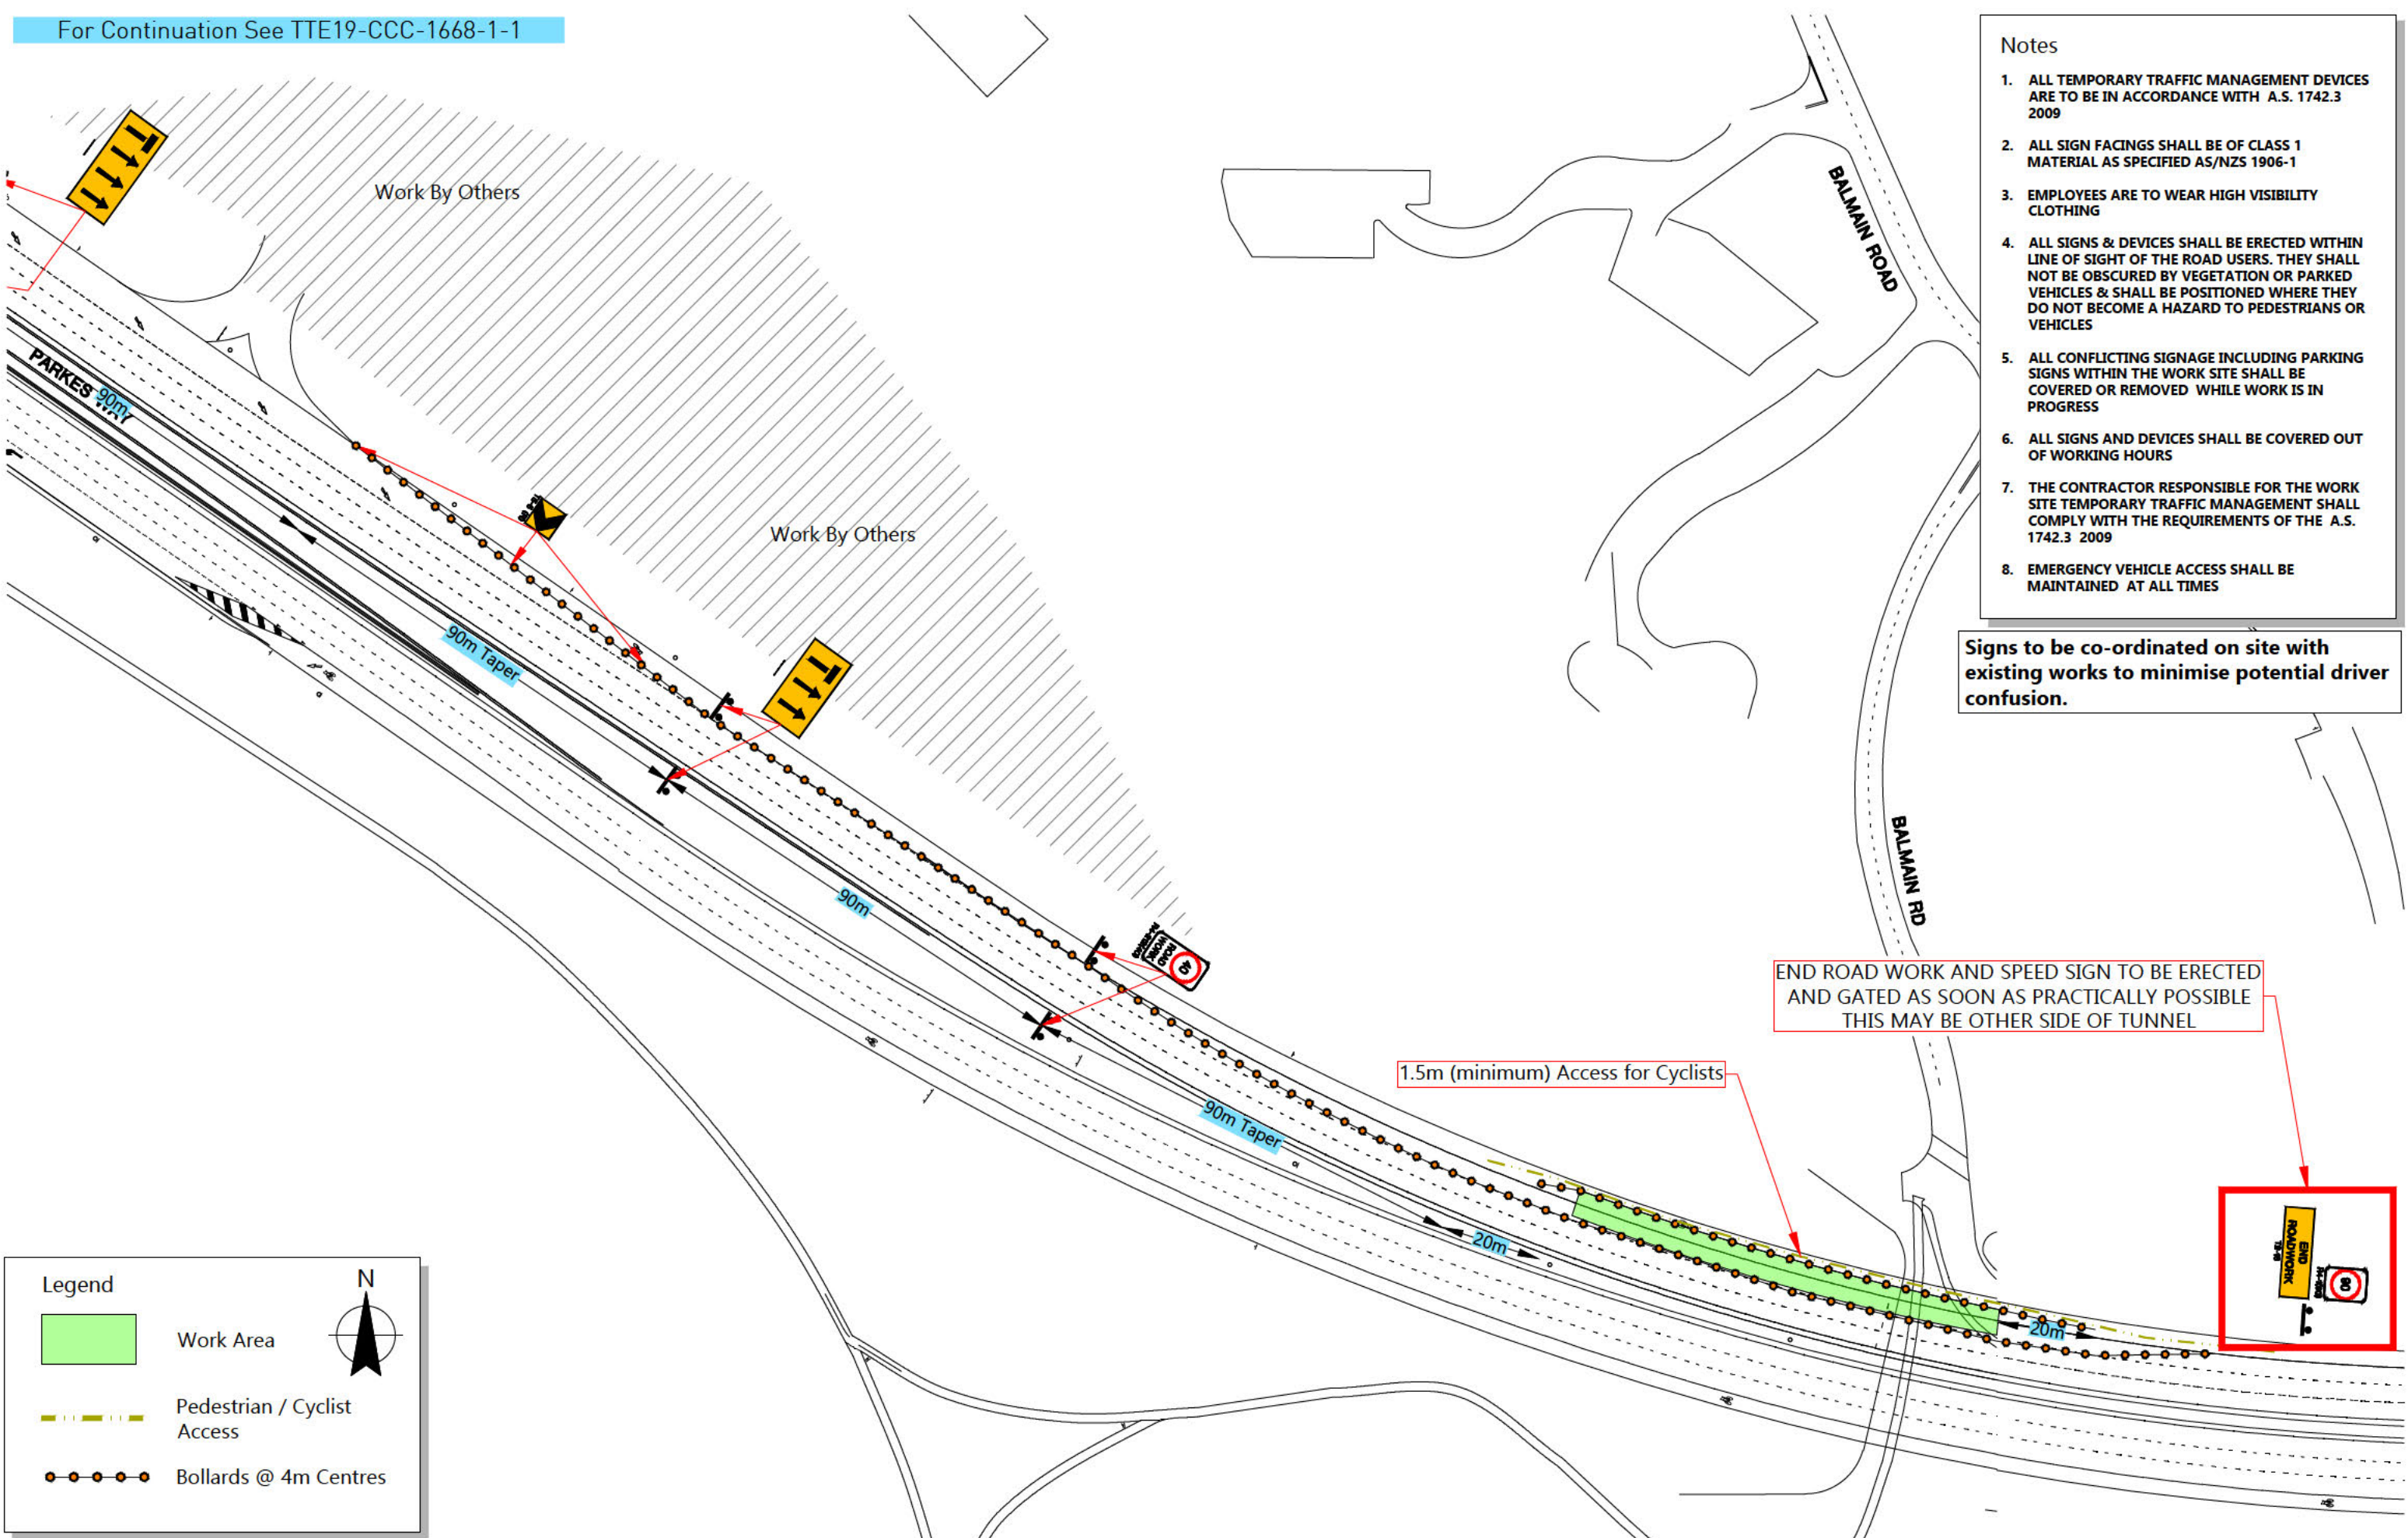 For Continuation See TTE19-CCC-1668-1-1
Notes
1. ALL TEMPORARY TRAFFIC MANAGEMENT DEVICES
ARE TO BE IN ACCORDANCE WITH A.S. 1742.3
2009
2. ALL SIGN FACINGS SHALL BE OF CLASS 1
MATERIAL AS SPECIFIED AS/NZS 1906-1
3. EMPLOYEES ARE TO WEAR HIGH VISIBILITY
CLOTHING
4. ALL SIGNS & DEVICES SHALL BE ERECTED WITHIN
LINE OF SIGHT OF THE ROAD USERS. THEY SHALL
NOT BE OBSCURED BY VEGETATION OR PARKED
VEHICLES & SHALL BE POSITIONED WHERE THEY
DO NOT BECOME A HAZARD TO PEDESTRIANS OR
VEHICLES
5. ALL CONFLICTING SIGNAGE INCLUDING PARKING
SIGNS WITHIN THE WORK SITE SHALL BE
COVERED OR REMOVED WHILE WORK IS IN
PROGRESS
6. ALL SIGNS AND DEVICES SHALL BE COVERED OUT
OF WORKING HOURS
7. THE CONTRACTOR RESPONSIBLE FOR THE WORK
SITE TEMPORARY TRAFFIC MANAGEMENT SHALL
COMPLY WITH THE REQUIREMENTS OF THE A.S.
1742.3 2009
8. EMERGENCY VEHICLE ACCESS SHALL BE
MAINTAINED AT ALL TIMES
Signs to be co-ordinated on site with
existing works to minimise potential driver
confusion.
Work By Others
BALMAIN ROAD
PARKES WAY
90m
Work By Others
90m Taper
90m
ROAD
WORK
40
BALMAIN RD
END ROAD WORK AND SPEED SIGN TO BE ERECTED
AND GATED AS SOON AS PRACTICALLY POSSIBLE
THIS MAY BE OTHER SIDE OF TUNNEL
1.5m (minimum) Access for Cyclists
90m Taper
20m
20m
END
ROADWORK
Legend
N
Work Area
Pedestrian / Cyclist
Access
Bollards @ 4m Centres